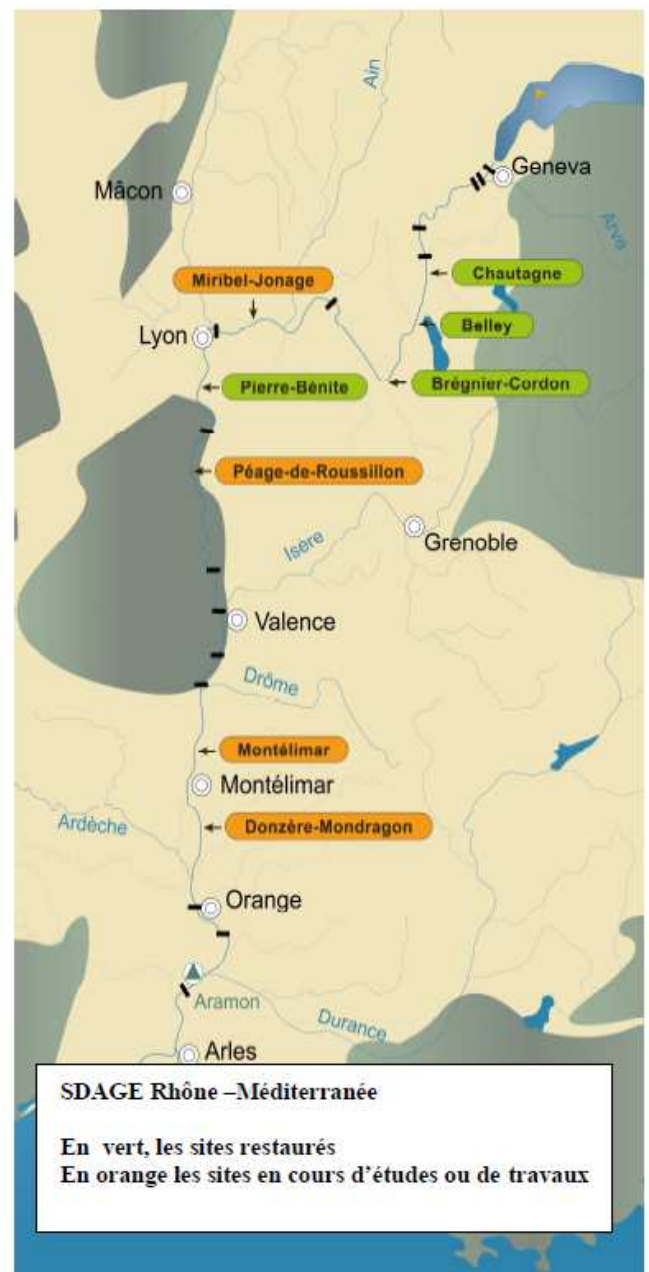 Ain
Geneva
Mâcon
Arve
Chautagne
Miribel-Jonage
Belley
Lyon
Pierre-Bénite
Brégnier-Cordon
Péage-de-Roussillon
Isère
Grenoble
Valence
Drôme
Montélimar
Montélimar
Ardèche
Donzère-Mondragon
Orange
Aramon
Durance
Arles
SDAGE Rhône –Méditerranée
En vert, les sites restaurés
En orange les sites en cours d'études ou de travaux